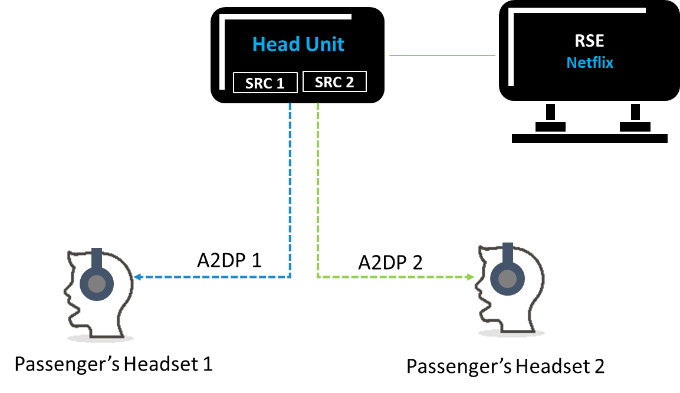 Head Unit
SRC 1
SRC 2
RSE
Netflix
A2DP 1
A2DP 2
Passenger’s Headset 1
Passenger’s Headset 2